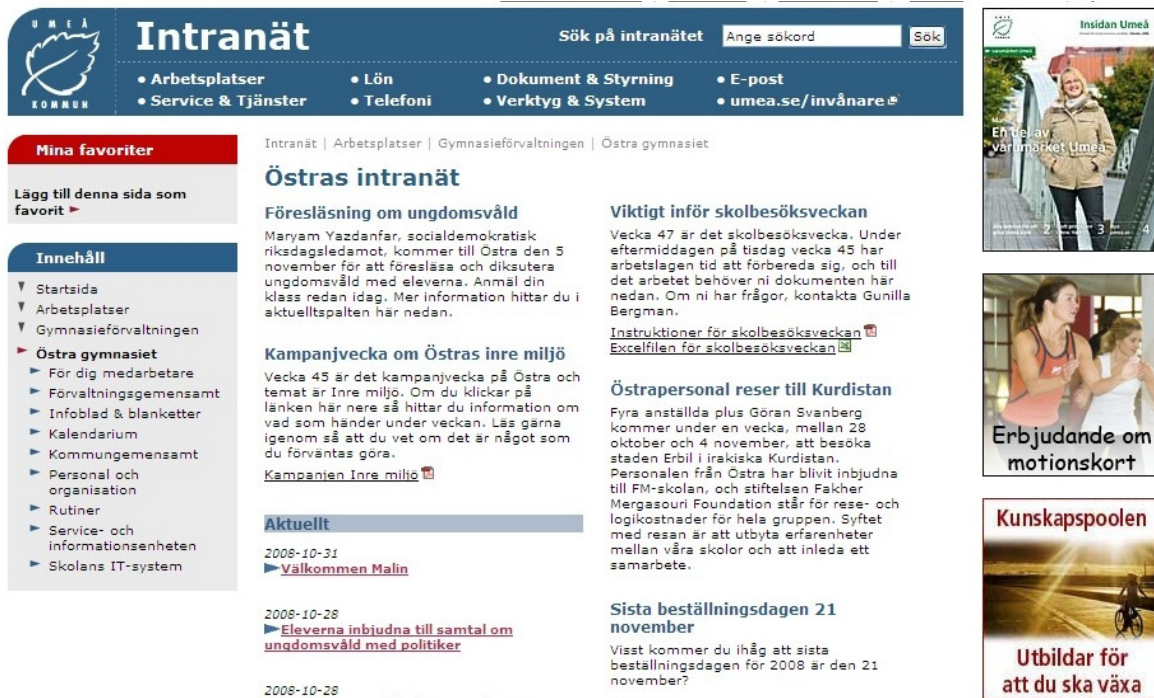 UMEÅ
KOMMUN
Intranät
Sök på intranätet
Ange sökord
Sök
• Arbetsplatser
• Lön
• Dokument & Styrning
• E-post
• Service & Tjänster
• Telefoni
• Verktyg & System
• umea.se/invånare
Mina favoriter
Lägg till denna sida som
favorit
Innehåll
Startsida
Arbetsplatser
Gymnasieförvaltningen
Östra gymnasiet
För dig medarbetare
Förvaltningsgemensamt
Infoblad & blanketter
Kalendarium
Kommungemensamt
Personal och
organisation
Rutiner
Service- och
informationsenheten
Skolans IT-system
Intranät | Arbetsplatser | Gymnasieförvaltningen | Östra gymnasiet
Östras intranät
Föresläsning om ungdomsvåld
Maryam Yazdanfar, socialdemokratisk
riksdagsledamot, kommer till Östra den 5
november för att föresläsa och diksutera
ungdomsvåld med eleverna. Anmäl din
klass redan idag. Mer information hittar du i
aktuelltspalten här nedan.
Kampanjvecka om Östras inre miljö
Vecka 45 är det kampanjvecka på Östra och
temat är Inre miljö. Om du klickar på
länken här nere så hittar du information om
vad som händer under veckan. Läs gärna
igenom så att du vet om det är något som
du förväntas göra.
Kampanjen Inre miljö
Aktuellt
2008-10-31
Välkommen Malin
2008-10-28
Eleverna inbjudna till samtal om
ungdomsvåld med politiker
2008-10-28
Viktigt inför skolbesöksveckan
Vecka 47 är det skolbesöksvecka. Under
eftermiddagen på tisdag vecka 45 har
arbetslagen tid att förbereda sig, och till
det arbetet behöver ni dokumenten här
nedan. Om ni har frågor, kontakta Gunilla
Bergman.
Instruktioner för skolbesöksveckan
Excelfilen för skolbesöksveckan
Östrapersonal reser till Kurdistan
Fyra anställda plus Göran Svanberg
kommer under en vecka, mellan 28
oktober och 4 november, att besöka
staden Erbil i irakiska Kurdistan.
Personalen från Östra har blivit inbjudna
till FM-skolan, och stiftelsen Fakher
Mergasouri Foundation står för rese- och
logikostnader för hela gruppen. Syftet
med resan är att utbyta erfarenheter
mellan våra skolor och att inleda ett
samarbete.
Sista beställningsdagen 21
november
Visst kommer du ihåg att sista
beställningsdagen för 2008 är den 21
november?
Insidan Umeå
En del av
varumärket Umeå
2
3
4
Erbjudande om
motionskort
Kunskapspoolen
Utbildar för
att du ska växa